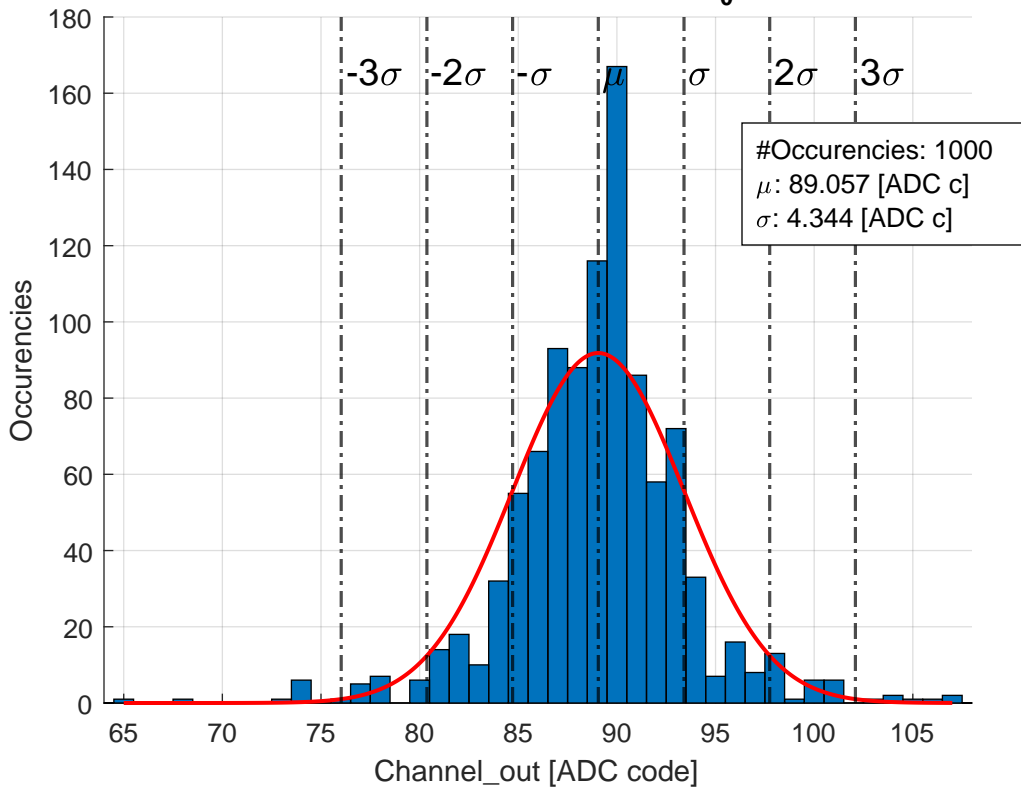 0
180
160
140
120
100
80
60
40
20
0
Occurencies
-3σ -2σ -σ μ σ 2σ 3σ
#Occurencies: 1000
μ: 89.057 [ADC c]
σ: 4.344 [ADC c]
65 70 75 80 85 90 95 100 105
Channel_out [ADC code]